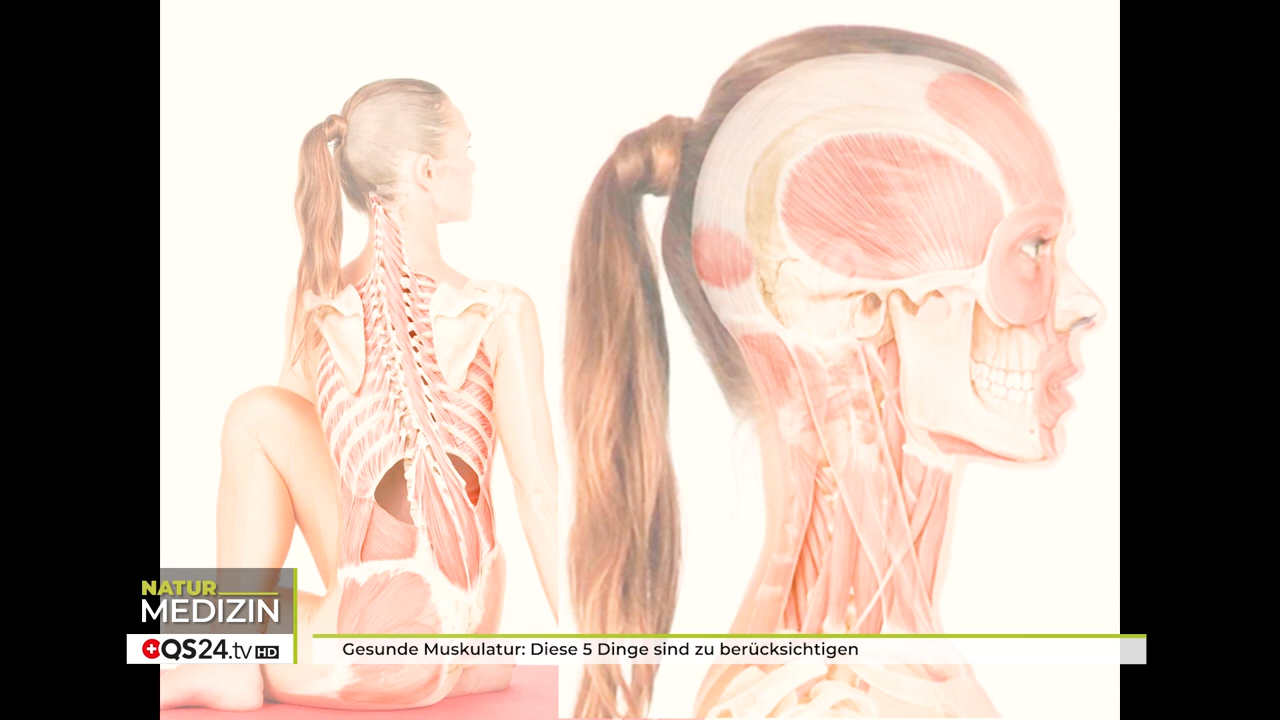 NATUR
MEDIZIN
QS24.tv HD
Gesunde Muskulatur: Diese 5 Dinge sind zu berücksichtigen